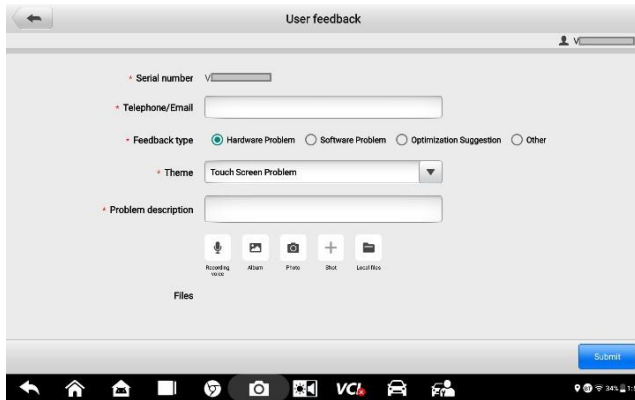 User feedback
V
* Serial number V
* Telephone/Email
* Feedback type Hardware Problem Software Problem Optimization Suggestion Other
* Theme Touch Screen Problem
* Problem description
Recording voice Album Photo Shot Local files
Files
Submit
VCI 34%